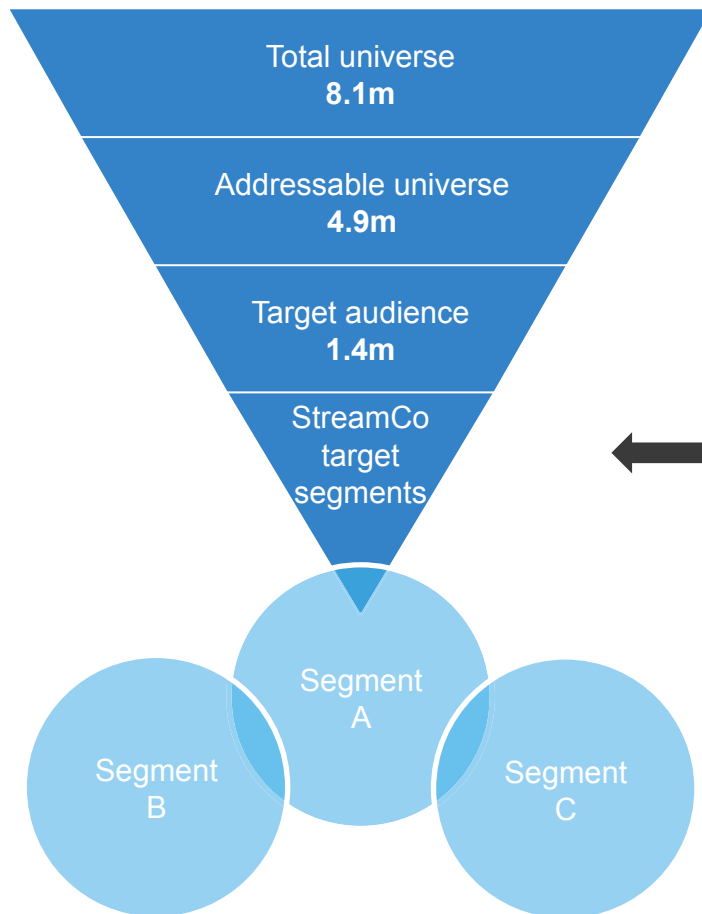 Total universe
8.1m
Addressable universe
4.9m
Target audience
1.4m
StreamCo
target
segments
Segment
A
Segment
B
Segment
C